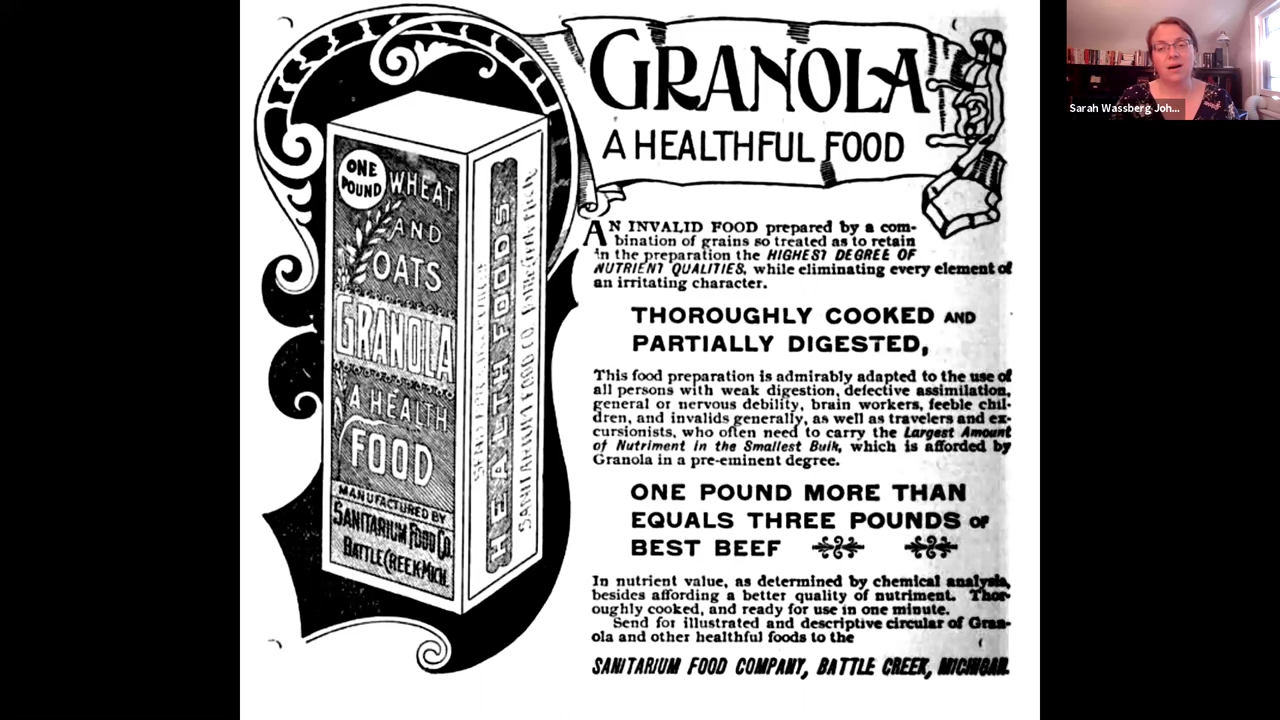 GRANOLA
A HEALTHFUL FOOD
ONE
POUND
WHEAT
AND
OATS
GRANOLA
A HEALTH
FOOD
MANUFACTURED BY
SANITARIUM FOOD CO.
BATTLE CREEK MICH.
HEALTH FOODS
SANITARIUM FOOD CO.
AN INVALID FOOD prepared by a com-
bination of grains so treated as to retain
in the preparation the HIGHEST DEGREE OF
NUTRIENT QUALITIES, while eliminating every element of
an irritating character.
THOROUGHLY COOKED AND
PARTIALLY DIGESTED,
This food preparation is admirably adapted to the use of
all persons with weak digestion, defective assimilation,
general or nervous debility, brain workers, feeble chil-
dren, and invalids generally, as well as travelers and ex-
cursionists, who often need to carry the Largest Amount
of Nutriment in the Smallest Bulk, which is afforded by
Granola in a pre-eminent degree.
ONE POUND MORE THAN
EQUALS THREE POUNDS OF
BEST BEEF
In nutrient value, as determined by chemical analysis,
besides affording a better quality of nutriment. Thor-
oughly cooked, and ready for use in one minute.
Send for illustrated and descriptive circular of Gran-
ola and other healthful foods to the
SANITARIUM FOOD COMPANY, BATTLE CREEK, MICHIGAN.
Sarah Wassberg Joh...